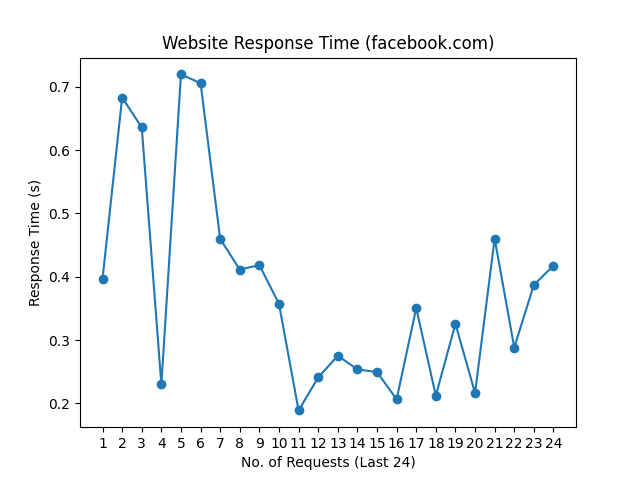 Website Response Time (facebook.com)
Response Time (s)
0.7
0.6
0.5
0.4
0.3
0.2
1 2 3 4 5 6 7 8 9 10 11 12 13 14 15 16 17 18 19 20 21 22 23 24
No. of Requests (Last 24)